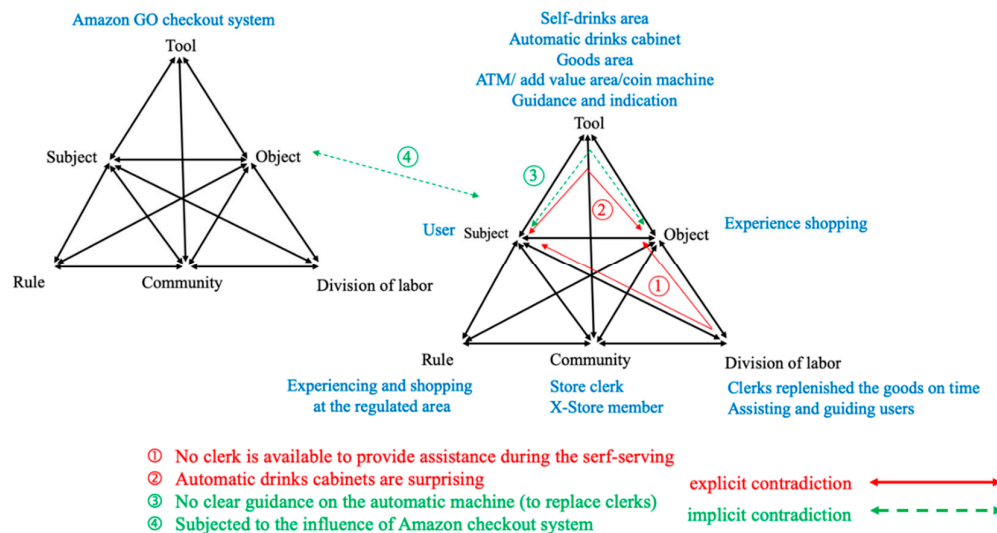 Amazon GO checkout system
Tool
Subject
Object
Rule
Community
Division of labor
④
Self-drinks area
Automatic drinks cabinet
Goods area
ATM/ add value area/coin machine
Guidance and indication
Tool
③
②
User
Subject
Object
Experience shopping
①
Rule
Community
Division of labor
Experiencing and shopping
at the regulated area
Store clerk
X-Store member
Clerks replenished the goods on time
Assisting and guiding users
① No clerk is available to provide assistance during the serf-serving
② Automatic drinks cabinets are surprising
③ No clear guidance on the automatic machine (to replace clerks)
④ Subjected to the influence of Amazon checkout system
explicit contradiction
implicit contradiction